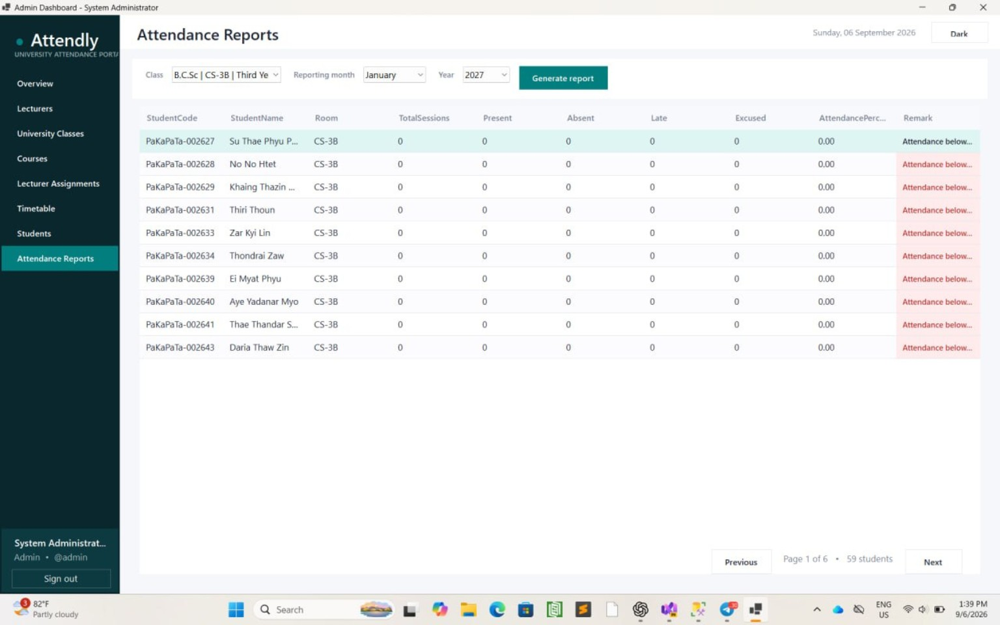 Admin Dashboard - System Administrator
Attendly
UNIVERSITY ATTENDANCE PORTA
Overview
Lecturers
University Classes
Courses
Lecturer Assignments
Timetable
Students
Attendance Reports
System Administrat...
Admin • @admin
Sign out
Attendance Reports
Sunday, 06 September 2026
Dark
Class B.C.Sc | CS-3B | Third Ye Reporting month January Year 2027 Generate report
StudentCode StudentName Room TotalSessions Present Absent Late Excused AttendancePerc... Remark
PaKaPaTa-002627 Su Thae Phyu P... CS-3B 0 0 0 0 0 0.00 Attendance below...
PaKaPaTa-002628 No No Htet CS-3B 0 0 0 0 0 0.00 Attendance below...
PaKaPaTa-002629 Khaing Thazin ... CS-3B 0 0 0 0 0 0.00 Attendance below...
PaKaPaTa-002631 Thiri Thoun CS-3B 0 0 0 0 0 0.00 Attendance below...
PaKaPaTa-002633 Zar Kyi Lin CS-3B 0 0 0 0 0 0.00 Attendance below...
PaKaPaTa-002634 Thondrai Zaw CS-3B 0 0 0 0 0 0.00 Attendance below...
PaKaPaTa-002639 Ei Myat Phyu CS-3B 0 0 0 0 0 0.00 Attendance below...
PaKaPaTa-002640 Aye Yadanar Myo CS-3B 0 0 0 0 0 0.00 Attendance below...
PaKaPaTa-002641 Thae Thandar S... CS-3B 0 0 0 0 0 0.00 Attendance below...
PaKaPaTa-002643 Daria Thaw Zin CS-3B 0 0 0 0 0 0.00 Attendance below...
Previous Page 1 of 6 • 59 students Next
3
82°F
Partly cloudy
Search
30
ENG
US
1:39 PM
9/6/2026